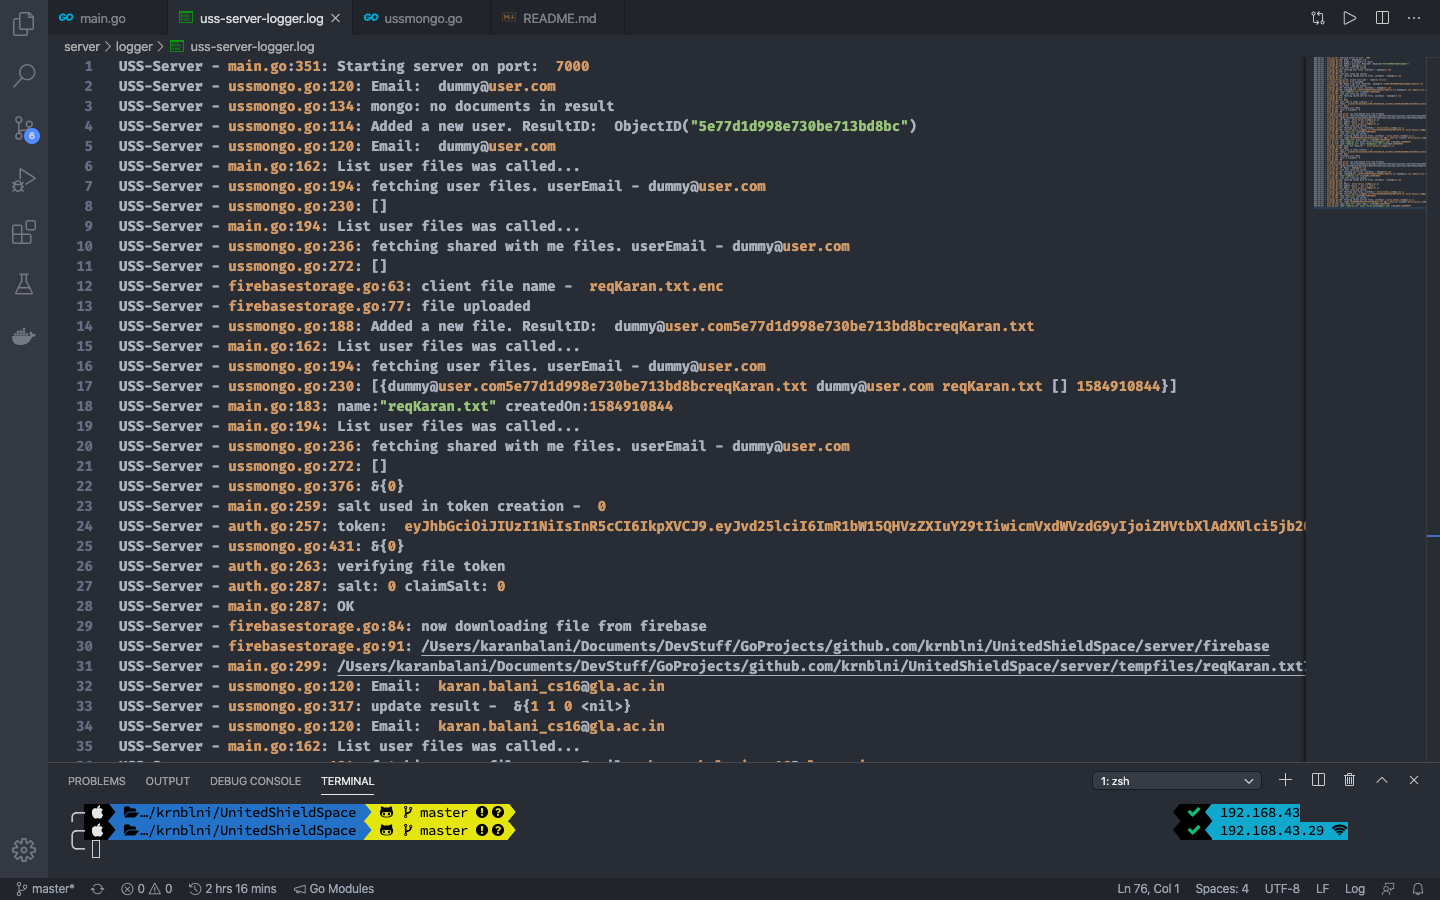 main.go
uss-server-logger.log
ussmongo.go
README.md
server
logger
uss-server-logger.log
1 USS-Server - main.go:351: Starting server on port:  7000
2 USS-Server - ussmongo.go:120: Email:  dummy@user.com
3 USS-Server - ussmongo.go:134: mongo: no documents in result
4 USS-Server - ussmongo.go:114: Added a new user. ResultID:  ObjectID("5e77d1d998e730be713bd8bc")
5 USS-Server - ussmongo.go:120: Email:  dummy@user.com
6 USS-Server - main.go:162: List user files was called...
7 USS-Server - ussmongo.go:194: fetching user files. userEmail - dummy@user.com
8 USS-Server - ussmongo.go:230: []
9 USS-Server - main.go:194: List user files was called...
10 USS-Server - ussmongo.go:236: fetching shared with me files. userEmail - dummy@user.com
11 USS-Server - ussmongo.go:272: []
12 USS-Server - firebasestorage.go:63: client file name -  reqKaran.txt.enc
13 USS-Server - firebasestorage.go:77: file uploaded
14 USS-Server - ussmongo.go:188: Added a new file. ResultID:  dummy@user.com5e77d1d998e730be713bd8bcreqKaran.txt
15 USS-Server - main.go:162: List user files was called...
16 USS-Server - ussmongo.go:194: fetching user files. userEmail - dummy@user.com
17 USS-Server - ussmongo.go:230: [{dummy@user.com5e77d1d998e730be713bd8bcreqKaran.txt dummy@user.com reqKaran.txt [] 1584910844}]
18 USS-Server - main.go:183: name:"reqKaran.txt" createdOn:1584910844
19 USS-Server - main.go:194: List user files was called...
20 USS-Server - ussmongo.go:236: fetching shared with me files. userEmail - dummy@user.com
21 USS-Server - ussmongo.go:272: []
22 USS-Server - ussmongo.go:376: &{0}
23 USS-Server - main.go:259: salt used in token creation -  0
24 USS-Server - auth.go:257: token:  eyJhbGciOiJIUzI1NiIsInR5cCI6IkpXVCJ9.eyJvd25lciI6ImR1bW15QHVzZXIuY29tIiwicmVxdWVzdG9yIjoiZHVtbXlAdXNlci5jb20
25 USS-Server - ussmongo.go:431: &{0}
26 USS-Server - auth.go:263: verifying file token
27 USS-Server - auth.go:287: salt: 0 claimSalt: 0
28 USS-Server - main.go:287: OK
29 USS-Server - firebasestorage.go:84: now downloading file from firebase
30 USS-Server - firebasestorage.go:91: /Users/karanbalani/Documents/DevStuff/GoProjects/github.com/krnblni/UnitedShieldSpace/server/firebase
31 USS-Server - main.go:299: /Users/karanbalani/Documents/DevStuff/GoProjects/github.com/krnblni/UnitedShieldSpace/server/tempfiles/reqKaran.txt
32 USS-Server - ussmongo.go:120: Email:  karan.balani_cs16@gla.ac.in
33 USS-Server - ussmongo.go:317: update result -  &{1 1 0 <nil>}
34 USS-Server - ussmongo.go:120: Email:  karan.balani_cs16@gla.ac.in
35 USS-Server - main.go:162: List user files was called...
6
PROBLEMS OUTPUT DEBUG CONSOLE TERMINAL 1: zsh
…/krnblni/UnitedShieldSpace master 192.168.43
…/krnblni/UnitedShieldSpace master 192.168.43.29
master* 0 0 2 hrs 16 mins Go Modules Ln 76, Col 1 Spaces: 4 UTF-8 LF Log